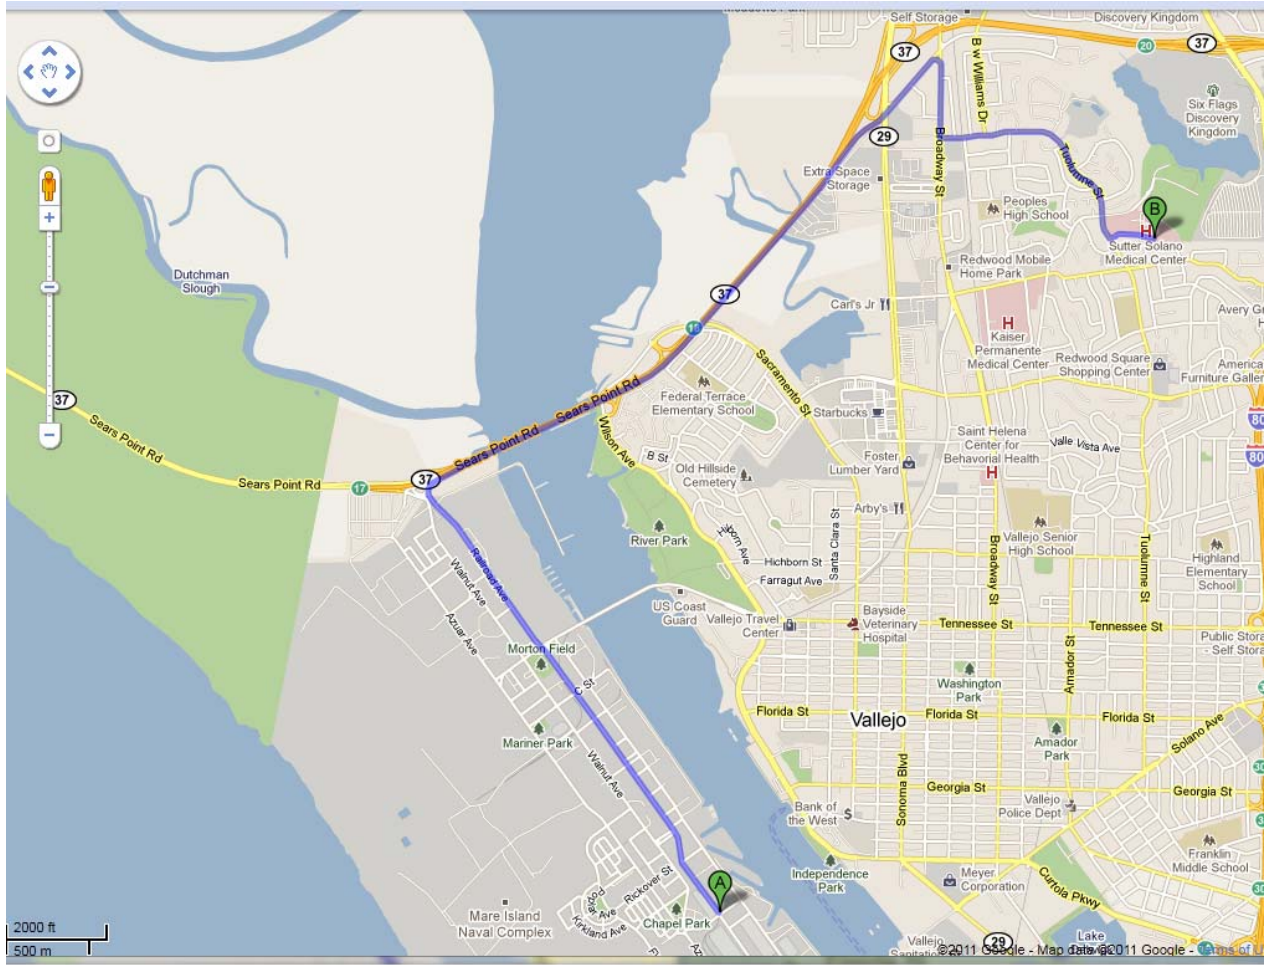 Self Storage
Discovery Kingdom
37
20
37
B w Williams Dr
Six Flags
Discovery
Kingdom
29
Broadway St
Extra Space
Storage
Tuolumne St
Peoples
High School
B
H
Sutter Solano
Medical Center
Dutchman
Slough
Redwood Mobile
Home Park
37
Carl's Jr
Avery Gr
H
Kaiser
Permanente
Medical Center
Redwood Square
Shopping Center
America
Furniture Galler
Sacramento St
Federal Terrace
Elementary School
Starbucks
37
Sears Point Rd
Sears Point Rd
Sears Point Rd
Wilson Ave
B St
Old Hillside
Cemetery
Foster
Lumber Yard
Saint Helena
Center for
Behavorial Health
H
Valle Vista Ave
80
80
37
Sears Point Rd
17
Arby's
Santa Clara St
River Park
Vallejo Senior
High School
Broadway St
Tuolumne St
Highland
Elementary
School
Hichborn St
Farragut Ave
Railroad Ave
Walnut Ave
Azuar Ave
US Coast
Guard
Vallejo Travel
Center
Bayside
Veterinary
Hospital
Tennessee St
Tennessee St
Public Stora
- Self Stora
Morton Field
Amador St
Washington
Park
C St
Florida St
Vallejo
Florida St
Florida St
Solano Ave
Mariner Park
Amador
Park
Walnut Ave
Sonoma Blvd
Georgia St
Georgia St
Bank of
the West
$
Vallejo
Police Dept
Franklin
Middle School
Independence
Park
Meyer
Corporation
Curtola Pkwy
A
Rickover St
Kirkland Ave
Chapel Park
Mare Island
Naval Complex
2000 ft
500 m
Vallejo
29
Lake
©2011 Google - Map data ©2011 Google - Terms of U